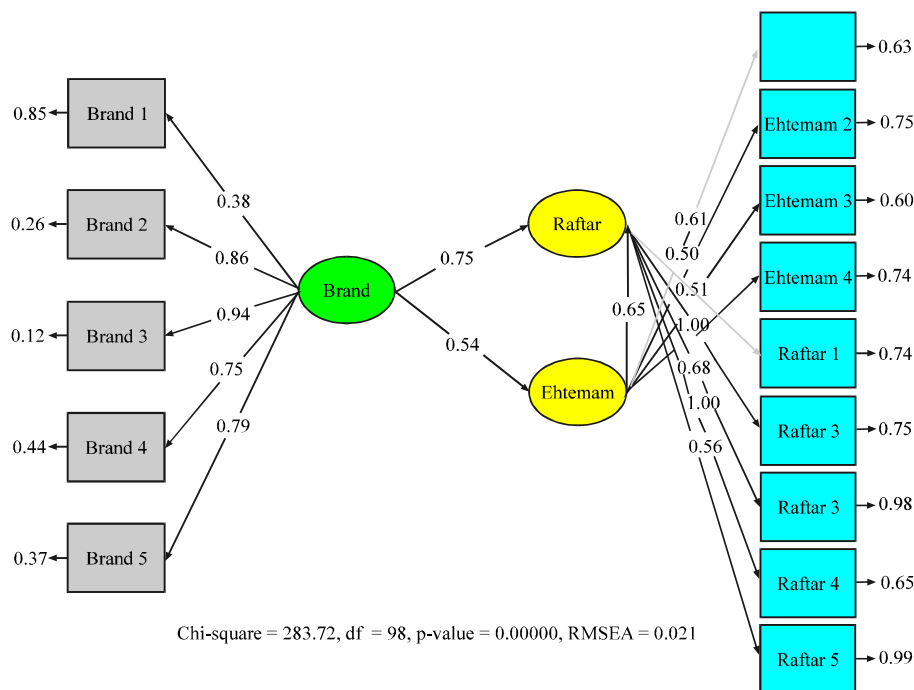 0.85
Brand 1
0.38
0.26
Brand 2
0.86
0.12
Brand 3
0.94
0.44
Brand 4
0.75
0.37
Brand 5
0.79
Brand
0.75
0.54
Raftar
0.65
Ehtemam
0.61
0.50
0.51
1.00
0.68
1.00
0.56
0.63
Ehtemam 2
0.75
Ehtemam 3
0.60
Ehtemam 4
0.74
Raftar 1
0.74
Raftar 3
0.75
Raftar 3
0.98
Raftar 4
0.65
Raftar 5
0.99
Chi-square = 283.72, df = 98, p-value = 0.00000, RMSEA = 0.021